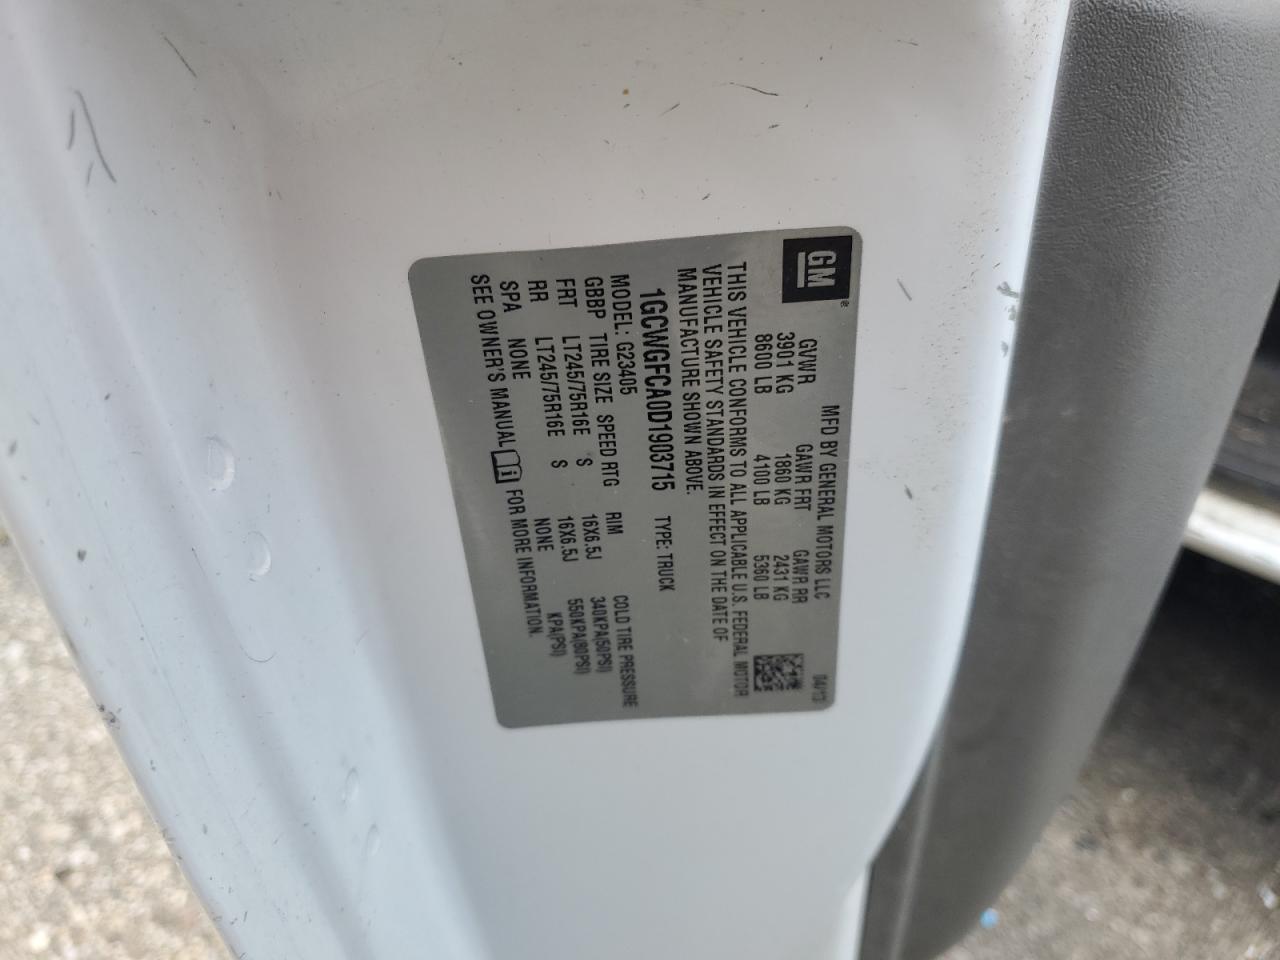 GM ®
MFD BY GENERAL MOTORS LLC 04/13
GVWR GAWR FRT GAWR RR
3901 KG 1860 KG 2431 KG
8600 LB 4100 LB 5360 LB
THIS VEHICLE CONFORMS TO ALL APPLICABLE U.S. FEDERAL MOTOR
VEHICLE SAFETY STANDARDS IN EFFECT ON THE DATE OF
MANUFACTURE SHOWN ABOVE.
1GCWGFCA0D1903715 TYPE: TRUCK
MODEL: G23405
GBBP TIRE SIZE SPEED RTG RIM COLD TIRE PRESSURE
FRT LT245/75R16E S 16X6.5J 340KPA(50PSI)
RR LT245/75R16E S 16X6.5J 550KPA(80PSI)
SPA NONE NONE KPA(PSI)
SEE OWNER'S MANUAL i FOR MORE INFORMATION.